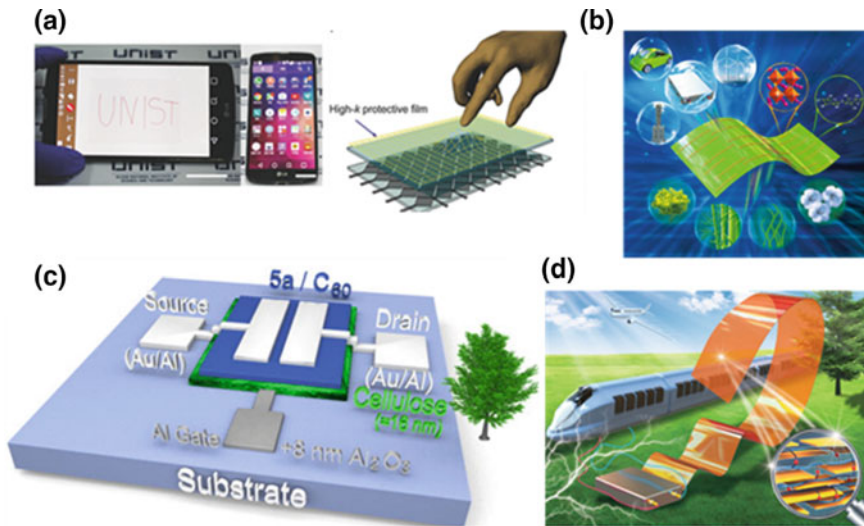 (a)
UNIST
UNIST
High-k protective film
(b)
(c)
5a / C60
Source
(Au/Al)
Drain
(Au/Al)
Cellulose
(≈18 nm)
Al Gate
+8 nm Al2O3
Substrate
(d)